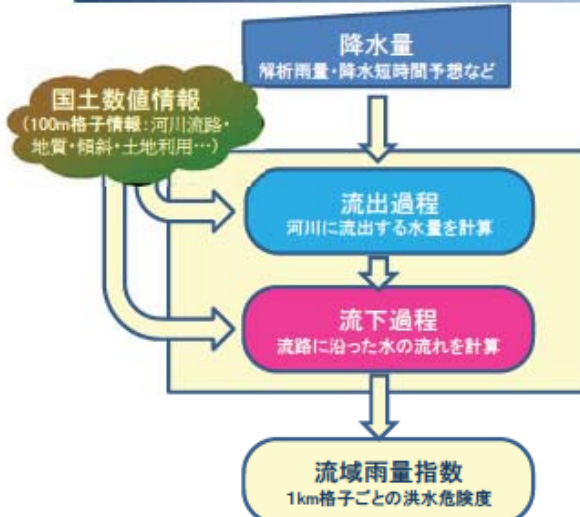 降水量
解析雨量・降水短時間予想など
国土数値情報
(100m格子情報:河川流路・
地質・傾斜・土地利用…)
流出過程
河川に流出する水量を計算
流下過程
流路に沿った水の流れを計算
流域雨量指数
1km格子ごとの洪水危険度